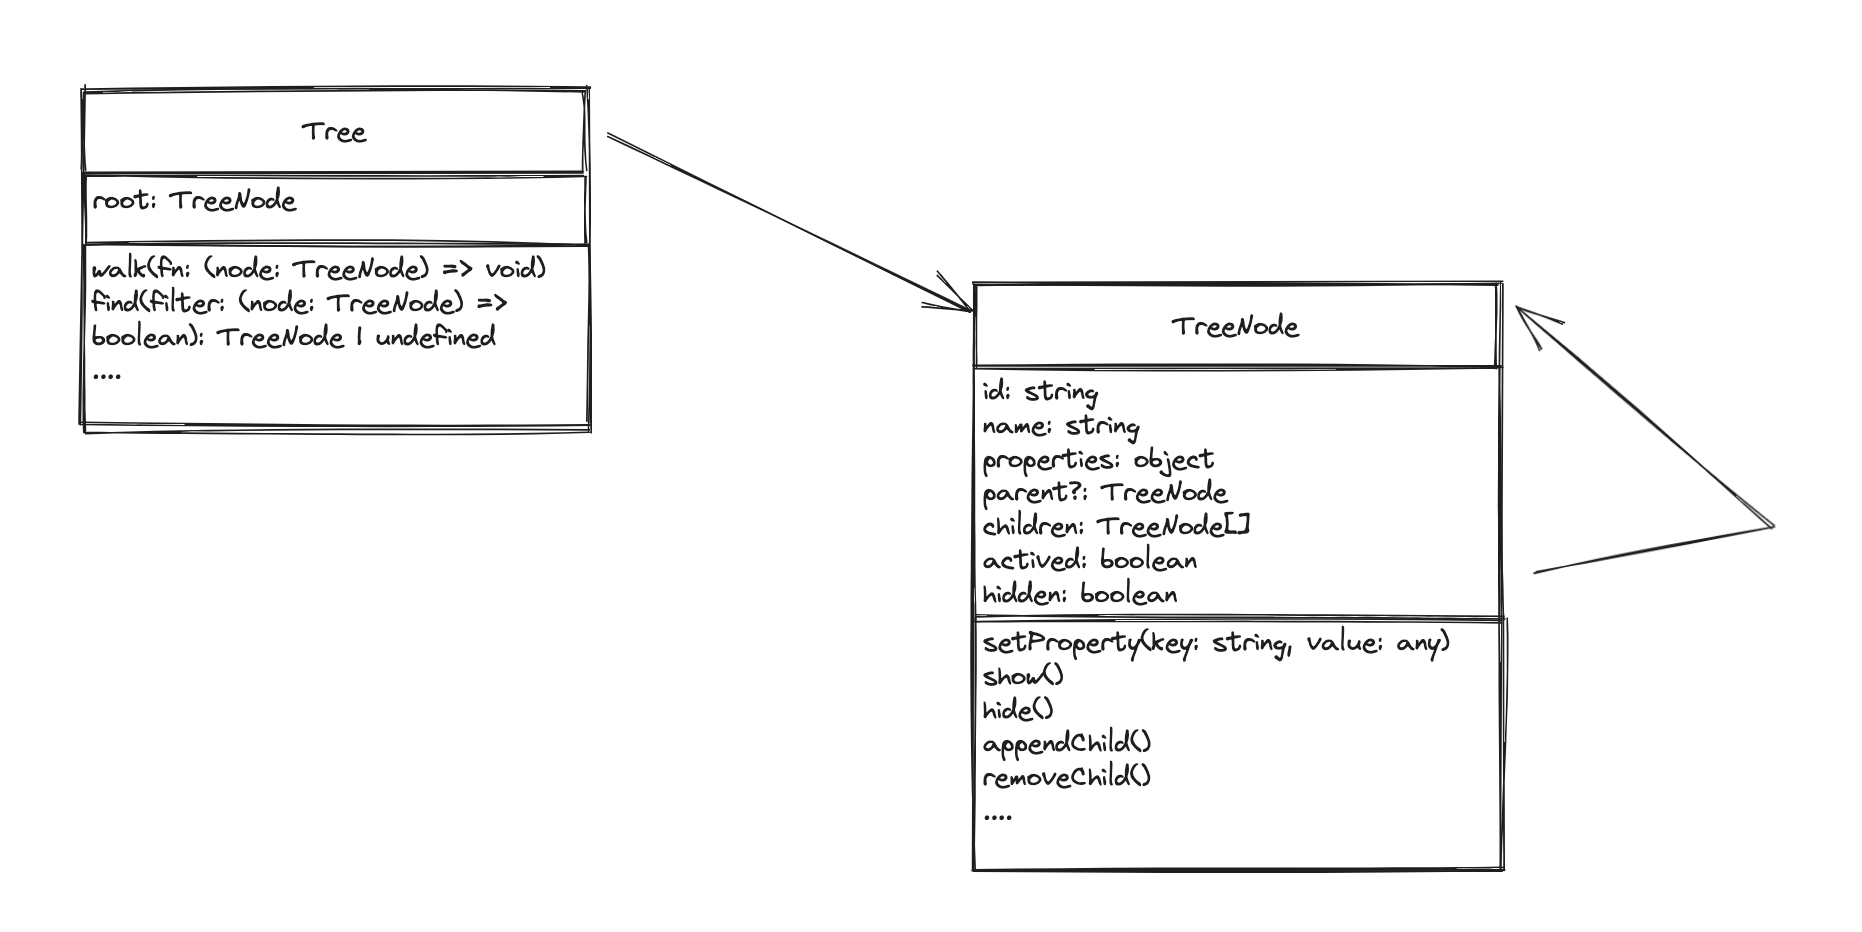 Tree
root: TreeNode
walk(fn: (node: TreeNode) => void)
find(filter: (node: TreeNode) =>
boolean): TreeNode | undefined
....
TreeNode
id: string
name: string
properties: object
parent?: TreeNode
children: TreeNode[]
actived: boolean
hidden: boolean
setProperty(key: string, value: any)
show()
hide()
appendChild()
removeChild()
....